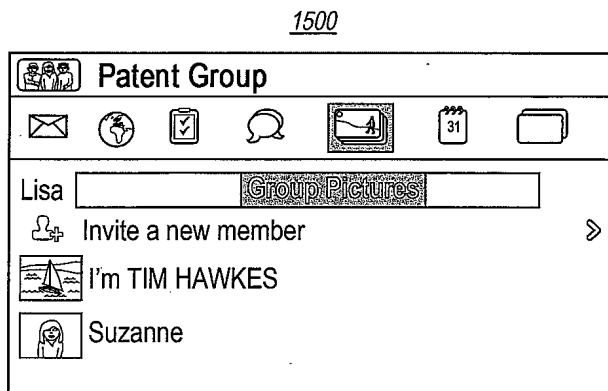 1500
Patent Group
31
Lisa Group Pictures
Invite a new member
I'm TIM HAWKES
Suzanne